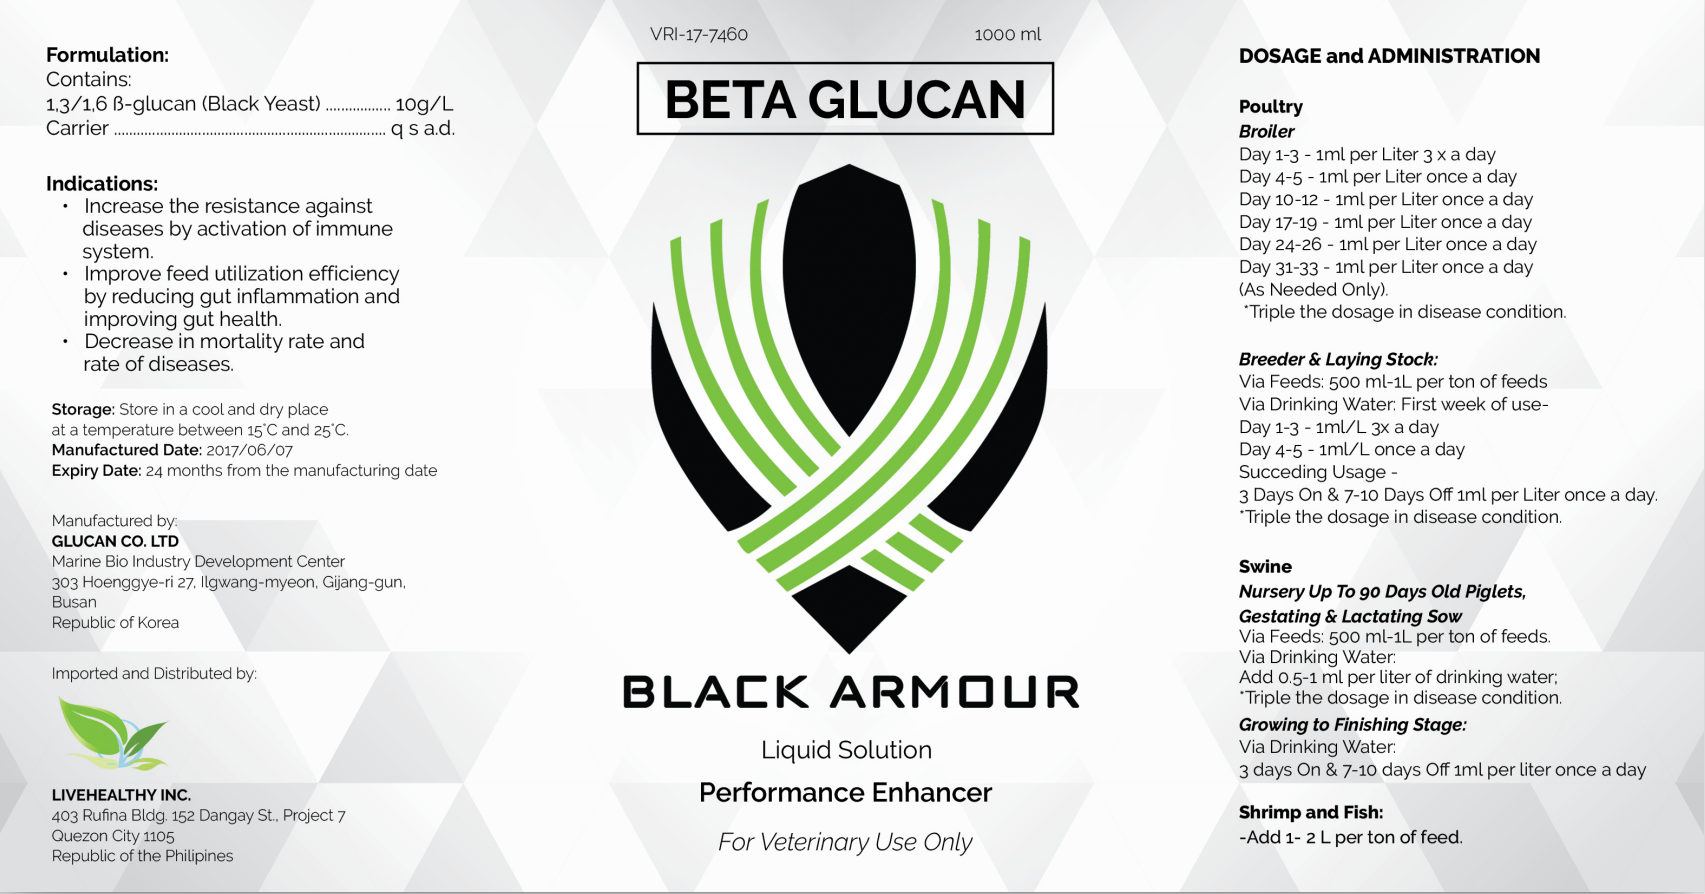 Formulation:
Contains:
1,3/1,6 ß-glucan (Black Yeast) ................. 10g/L
Carrier ....................................................................... q s a.d.
Indications:
• Increase the resistance against
diseases by activation of immune
system.
• Improve feed utilization efficiency
by reducing gut inflammation and
improving gut health.
• Decrease in mortality rate and
rate of diseases.
Storage: Store in a cool and dry place
at a temperature between 15˚C and 25˚C.
Manufactured Date: 2017/06/07
Expiry Date: 24 months from the manufacturing date
Manufactured by:
GLUCAN CO. LTD
Marine Bio Industry Development Center
303 Hoenggye-ri 27, Ilgwang-myeon, Gijang-gun,
Busan
Republic of Korea
Imported and Distributed by:
LIVEHEALTHY INC.
403 Rufina Bldg. 152 Dangay St., Project 7
Quezon City 1105
Republic of the Philipines
VRI-17-7460 1000 ml
BETA GLUCAN
BLACK ARMOUR
Liquid Solution
Performance Enhancer
For Veterinary Use Only
DOSAGE and ADMINISTRATION
Poultry
Broiler
Day 1-3 - 1ml per Liter 3 x a day
Day 4-5 - 1ml per Liter once a day
Day 10-12 - 1ml per Liter once a day
Day 17-19 - 1ml per Liter once a day
Day 24-26 - 1ml per Liter once a day
Day 31-33 - 1ml per Liter once a day
(As Needed Only).
*Triple the dosage in disease condition.
Breeder & Laying Stock:
Via Feeds: 500 ml-1L per ton of feeds
Via Drinking Water: First week of use-
Day 1-3 - 1ml/L 3x a day
Day 4-5 - 1ml/L once a day
Succeding Usage -
3 Days On & 7-10 Days Off 1ml per Liter once a day.
*Triple the dosage in disease condition.
Swine
Nursery Up To 90 Days Old Piglets,
Gestating & Lactating Sow
Via Feeds: 500 ml-1L per ton of feeds.
Via Drinking Water:
Add 0.5-1 ml per liter of drinking water;
*Triple the dosage in disease condition.
Growing to Finishing Stage:
Via Drinking Water:
3 days On & 7-10 days Off 1ml per liter once a day
Shrimp and Fish:
-Add 1- 2 L per ton of feed.